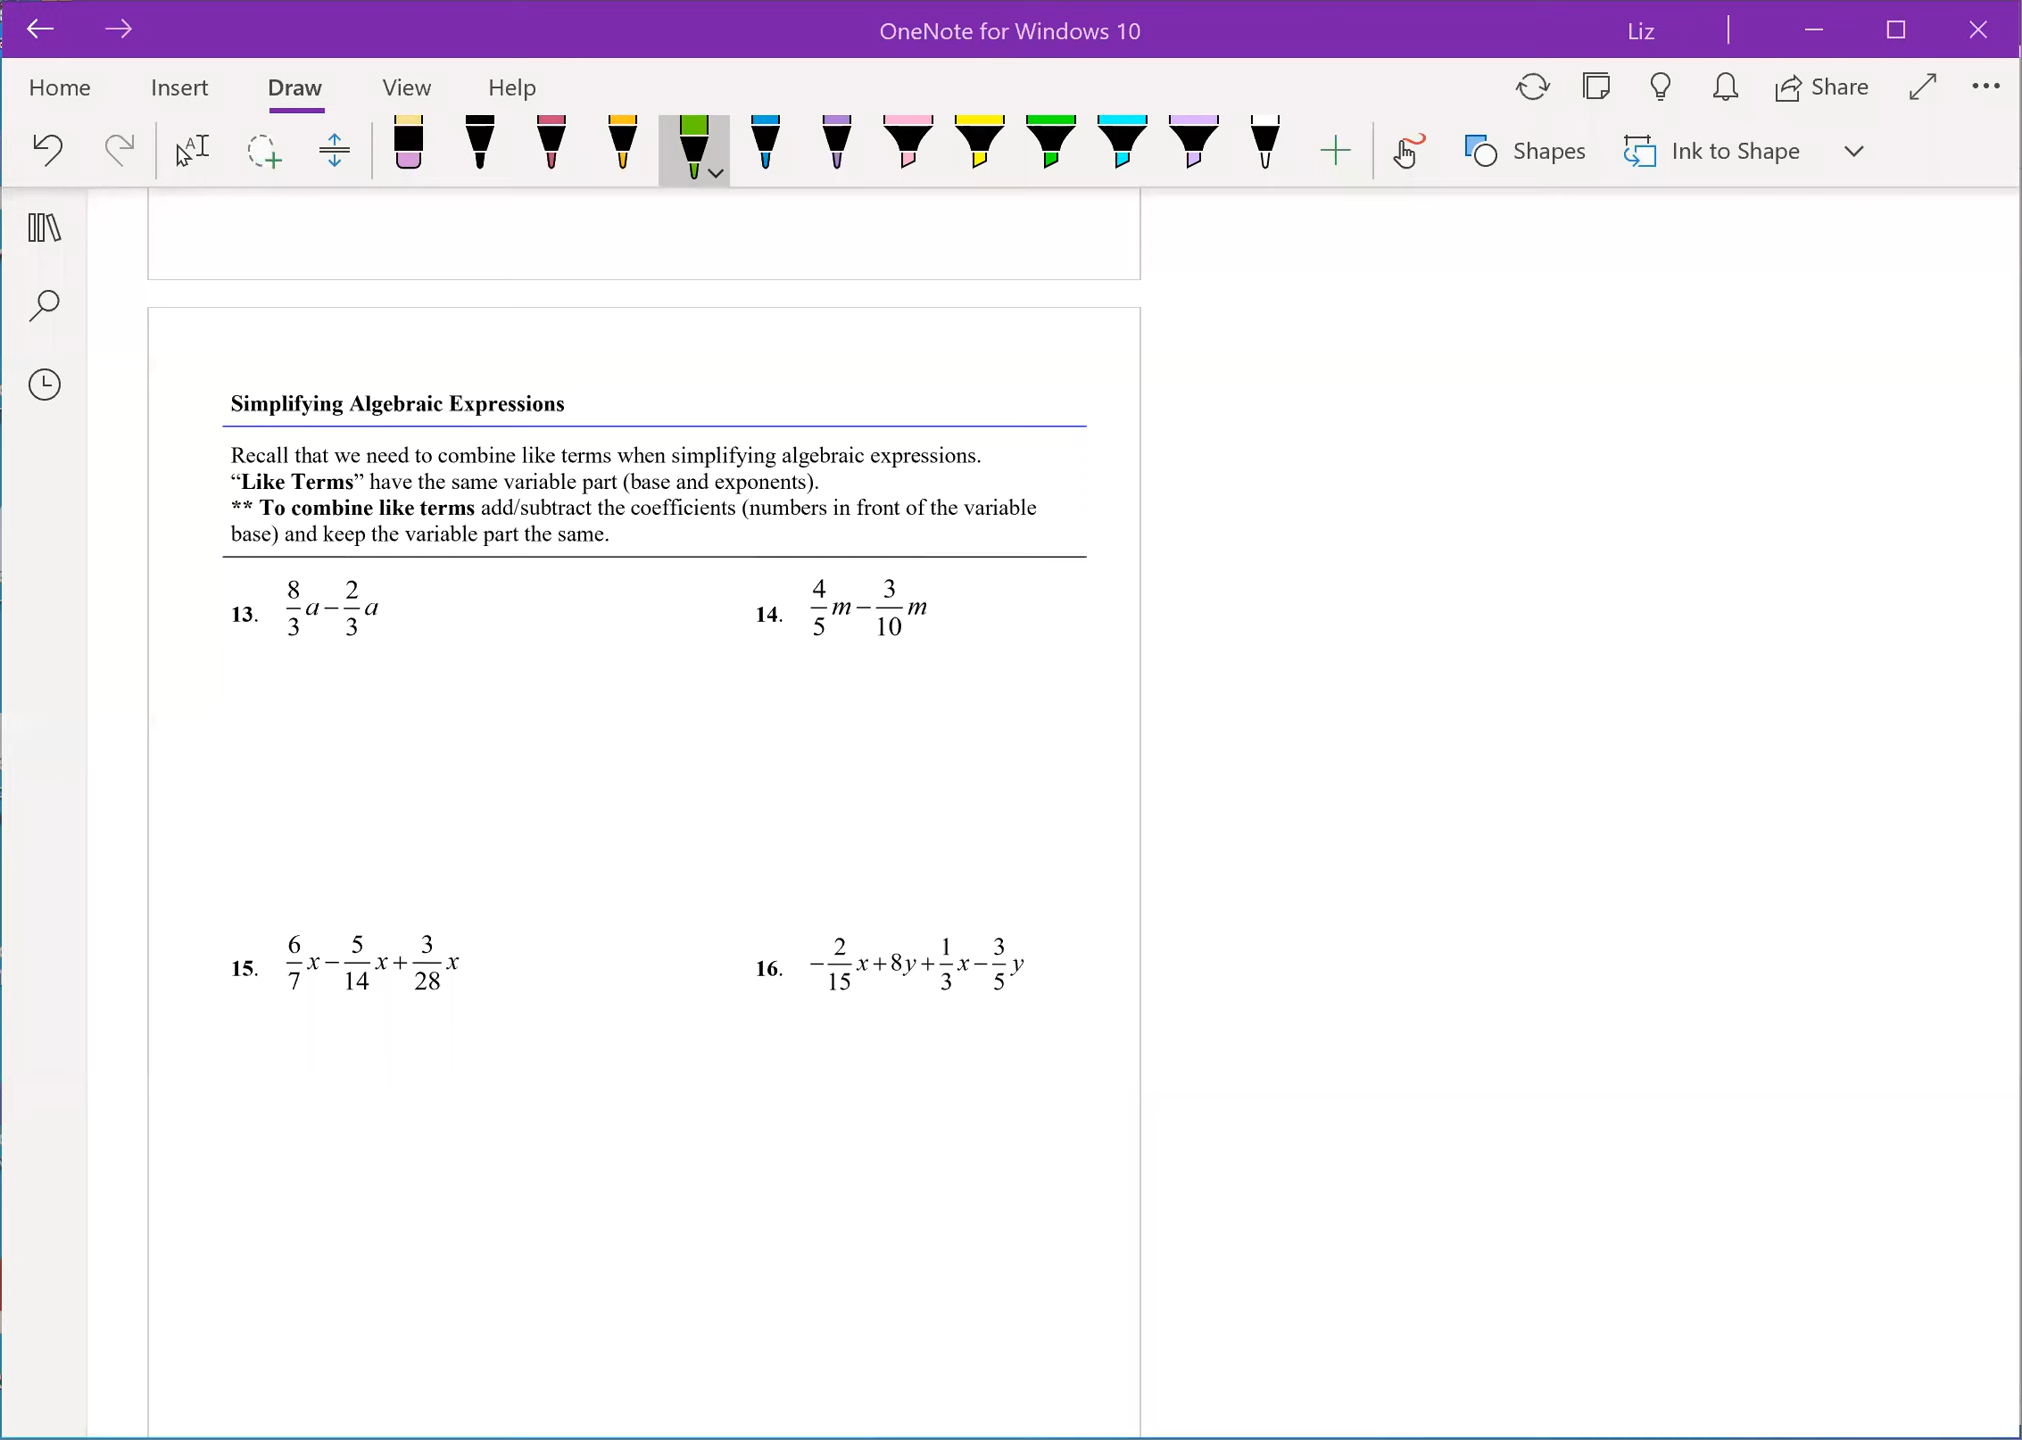 OneNote for Windows 10
Liz
Home Insert Draw View Help
Share
Shapes Ink to Shape
Simplifying Algebraic Expressions
Recall that we need to combine like terms when simplifying algebraic expressions.
“Like Terms” have the same variable part (base and exponents).
** To combine like terms add/subtract the coefficients (numbers in front of the variable
base) and keep the variable part the same.
13. 8/3 a − 2/3 a
14. 4/5 m − 3/10 m
15. 6/7 x − 5/14 x + 3/28 x
16. −2/15 x + 8y + 1/3 x − 3/5 y